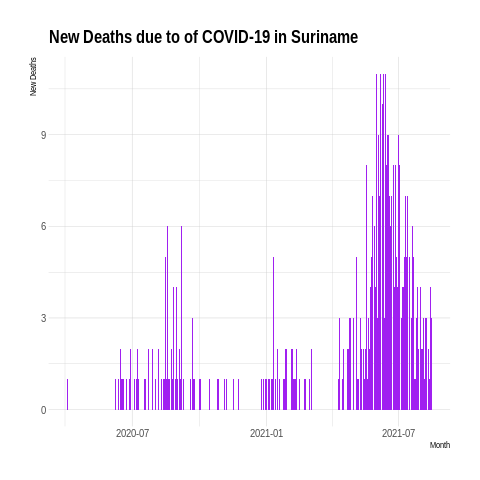 New Deaths due to of COVID-19 in Suriname
New Deaths
9
6
3
0
2020-07
2021-01
2021-07
Month